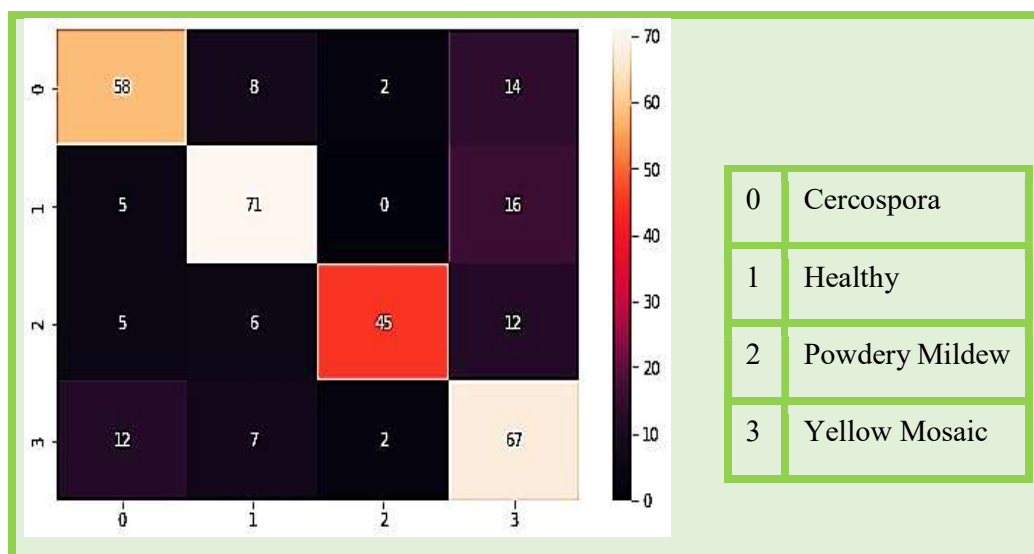 0 58 8 2 14
1 5 71 0 16
2 5 6 45 12
3 12 7 2 67
0 1 2 3
70
60
50
40
30
20
10
0
0 Cercospora
1 Healthy
2 Powdery Mildew
3 Yellow Mosaic